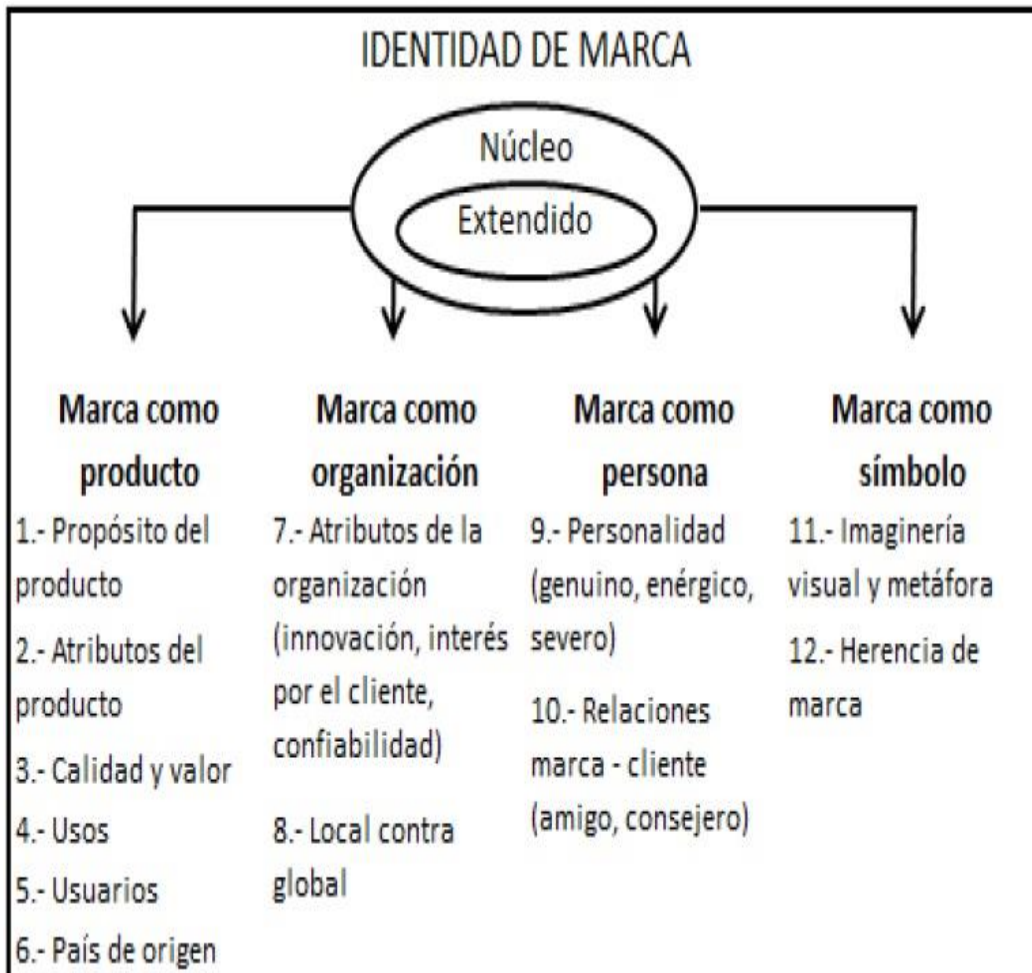 IDENTIDAD DE MARCA
Núcleo
Extendido
Marca como
producto
1.- Propósito del
producto
2.- Atributos del
producto
3.- Calidad y valor
4.- Usos
5.- Usuarios
6.- País de origen
Marca como
organización
7.- Atributos de la
organización
(innovación, interés
por el cliente,
confiabilidad)
8.- Local contra
global
Marca como
persona
9.- Personalidad
(genuino, enérgico,
severo)
10.- Relaciones
marca - cliente
(amigo, consejero)
Marca como
símbolo
11.- Imaginería
visual y metáfora
12.- Herencia de
marca